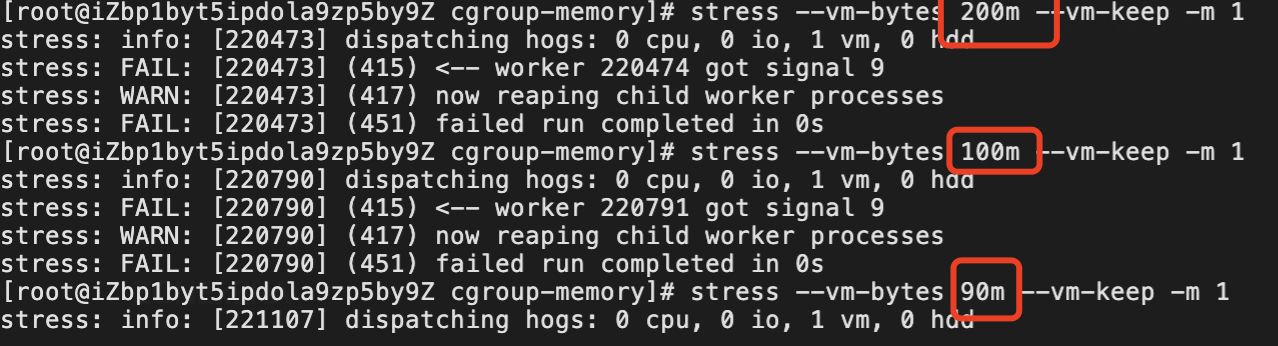 [root@iZbp1byt5ipdola9zp5by9Z cgroup-memory]# stress --vm-bytes 200m --vm-keep -m 1
stress: info: [220473] dispatching hogs: 0 cpu, 0 io, 1 vm, 0 hdd
stress: FAIL: [220473] (415) <-- worker 220474 got signal 9
stress: WARN: [220473] (417) now reaping child worker processes
stress: FAIL: [220473] (451) failed run completed in 0s
[root@iZbp1byt5ipdola9zp5by9Z cgroup-memory]# stress --vm-bytes 100m --vm-keep -m 1
stress: info: [220790] dispatching hogs: 0 cpu, 0 io, 1 vm, 0 hdd
stress: FAIL: [220790] (415) <-- worker 220791 got signal 9
stress: WARN: [220790] (417) now reaping child worker processes
stress: FAIL: [220790] (451) failed run completed in 0s
[root@iZbp1byt5ipdola9zp5by9Z cgroup-memory]# stress --vm-bytes 90m --vm-keep -m 1
stress: info: [221107] dispatching hogs: 0 cpu, 0 io, 1 vm, 0 hdd